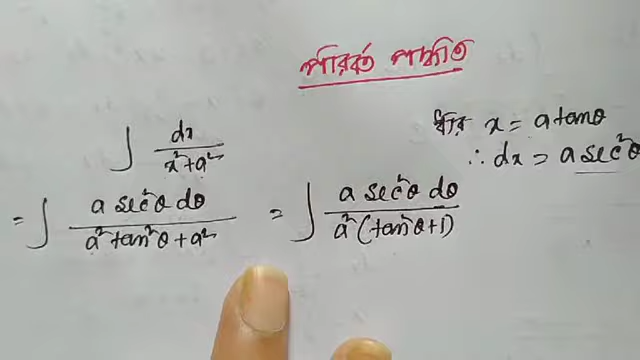 পরিবর্ত পদ্ধতি
ধরি x = a tanθ
∫ dx / (x² + a²)
∴ dx = a sec²θ
= ∫ a sec²θ dθ / (a² tan²θ + a²) = ∫ a sec²θ dθ / (a² (tan²θ + 1))